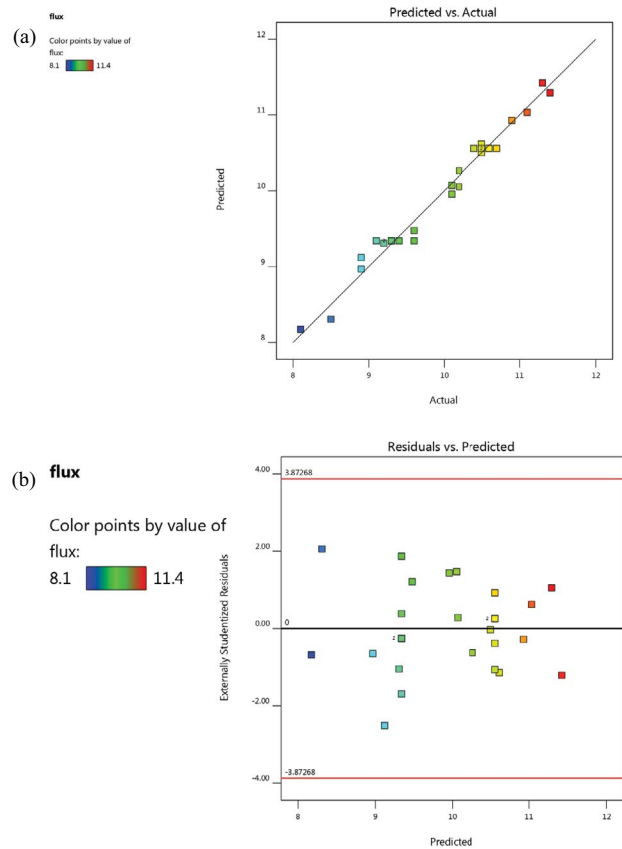 (a)
flux
Color points by value of
flux:
8.1 11.4
Predicted vs. Actual
12
11
10
9
8
Predicted
8 9 10 11 12
Actual
(b)
flux
Color points by value of
flux:
8.1 11.4
Residuals vs. Predicted
4.00
3.87268
2.00
0.00
0
2
2
-2.00
-4.00
-3.87268
Externally Studentized Residuals
8 9 10 11 12
Predicted